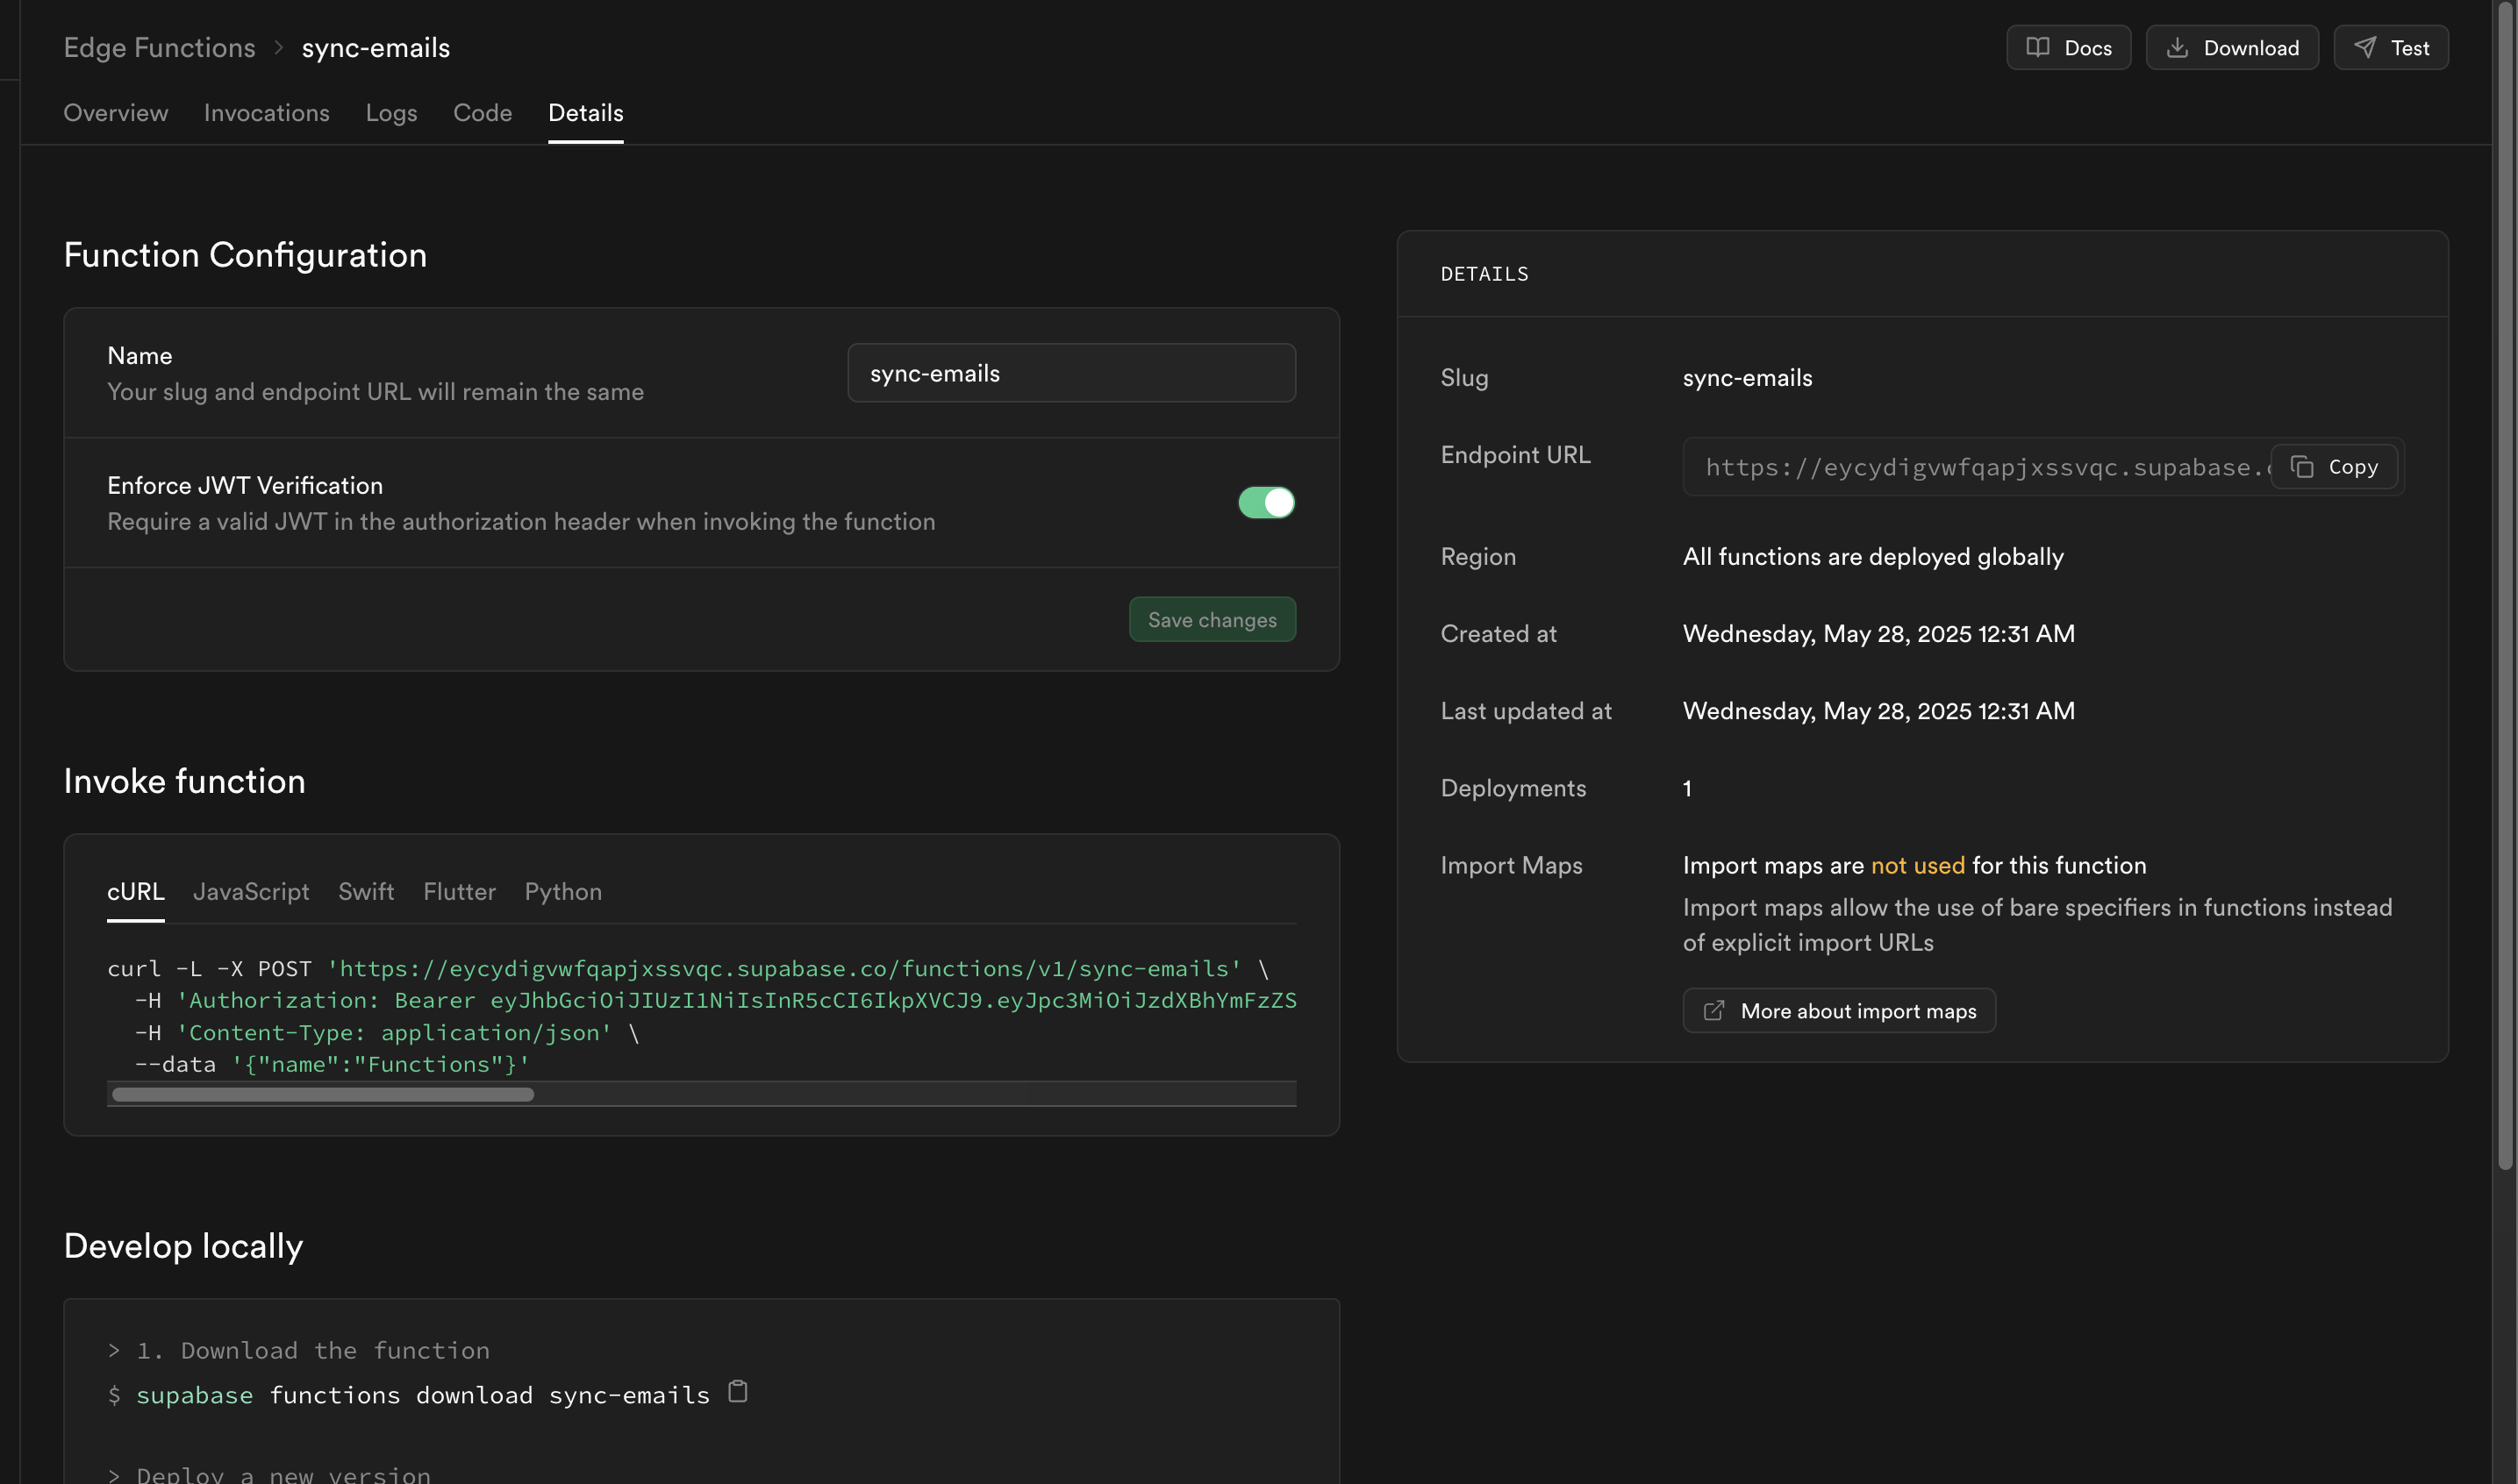 Edge Functions > sync-emails
Docs
Download
Test
Overview
Invocations
Logs
Code
Details
Function Configuration
Name
Your slug and endpoint URL will remain the same
sync-emails
Enforce JWT Verification
Require a valid JWT in the authorization header when invoking the function
Save changes
Invoke function
cURL
JavaScript
Swift
Flutter
Python
curl -L -X POST 'https://eycydigvwfqapjxssvqc.supabase.co/functions/v1/sync-emails' \
-H 'Authorization: Bearer eyJhbGciOiJIUzI1NiIsInR5cCI6IkpXVCJ9.eyJpc3MiOiJzdXBhYmFzZS
-H 'Content-Type: application/json' \
--data '{"name":"Functions"}'
Develop locally
> 1. Download the function
$ supabase functions download sync-emails
> Deploy a new version
DETAILS
Slug
sync-emails
Endpoint URL
https://eycydigvwfqapjxssvqc.supabase.
Copy
Region
All functions are deployed globally
Created at
Wednesday, May 28, 2025 12:31 AM
Last updated at
Wednesday, May 28, 2025 12:31 AM
Deployments
1
Import Maps
Import maps are not used for this function
Import maps allow the use of bare specifiers in functions instead
of explicit import URLs
More about import maps